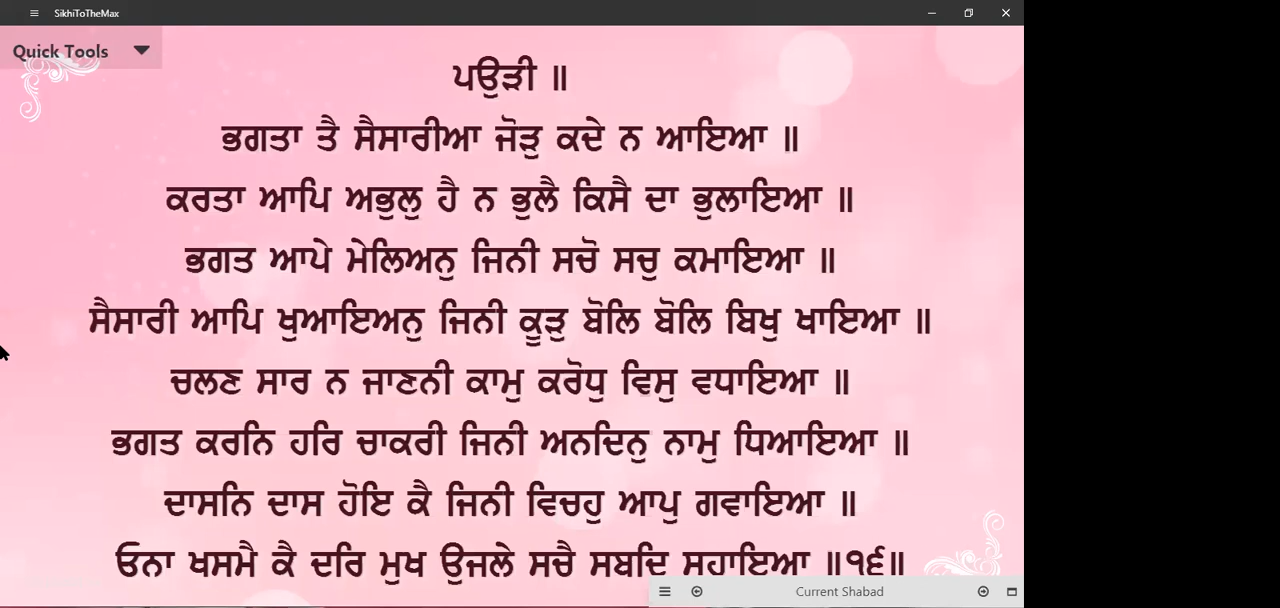 SikhiToTheMax
Quick Tools
ਪਉੜੀ ॥
ਭਗਤਾ ਤੈ ਸੈਸਾਰੀਆ ਜੋੜੁ ਕਦੇ ਨ ਆਇਆ ॥
ਕਰਤਾ ਆਪਿ ਅਭੁਲੁ ਹੈ ਨ ਭੁਲੈ ਕਿਸੈ ਦਾ ਭੁਲਾਇਆ ॥
ਭਗਤ ਆਪੇ ਮੇਲਿਅਨੁ ਜਿਨੀ ਸਚੋ ਸਚੁ ਕਮਾਇਆ ॥
ਸੈਸਾਰੀ ਆਪਿ ਖੁਆਇਅਨੁ ਜਿਨੀ ਕੂੜੁ ਬੋਲਿ ਬੋਲਿ ਬਿਖੁ ਖਾਇਆ ॥
ਚਲਣ ਸਾਰ ਨ ਜਾਣਨੀ ਕਾਮੁ ਕਰੋਧੁ ਵਿਸੁ ਵਧਾਇਆ ॥
ਭਗਤ ਕਰਨਿ ਹਰਿ ਚਾਕਰੀ ਜਿਨੀ ਅਨਦਿਨੁ ਨਾਮੁ ਧਿਆਇਆ ॥
ਦਾਸਨਿ ਦਾਸ ਹੋਇ ਕੈ ਜਿਨੀ ਵਿਚਹੁ ਆਪੁ ਗਵਾਇਆ ॥
ਓਨਾ ਖਸਮੈ ਕੈ ਦਰਿ ਮੁਖ ਉਜਲੇ ਸਚੈ ਸਬਦਿ ਸੁਹਾਇਆ ॥੧੬॥
Current Shabad